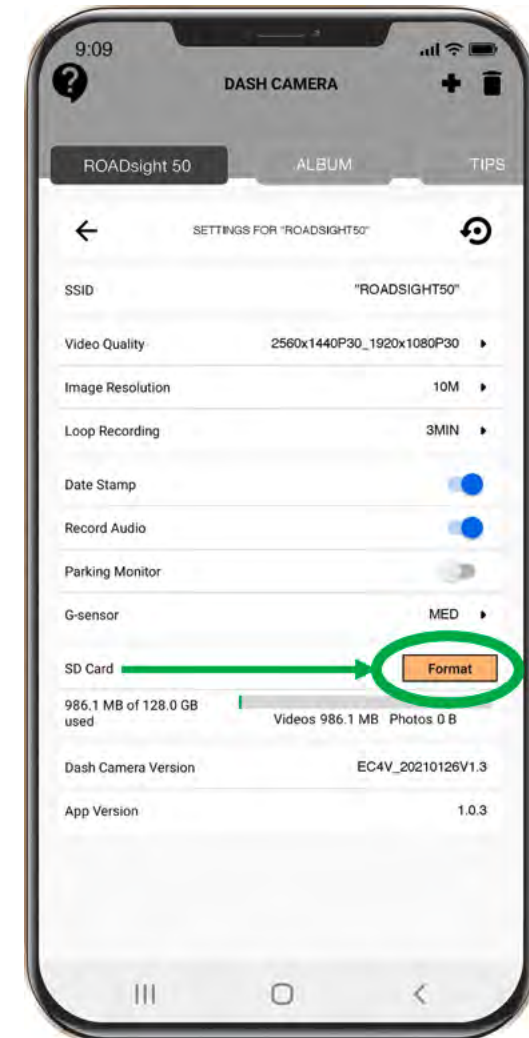 9:09
DASH CAMERA
ROADsight 50 ALBUM TIPS
SETTINGS FOR "ROADSIGHT50"
SSID "ROADSIGHT50"
Video Quality 2560x1440P30_1920x1080P30
Image Resolution 10M
Loop Recording 3MIN
Date Stamp
Record Audio
Parking Monitor
G-sensor MED
SD Card Format
986.1 MB of 128.0 GB
used Videos 986.1 MB Photos 0 B
Dash Camera Version EC4V_20210126V1.3
App Version 1.0.3